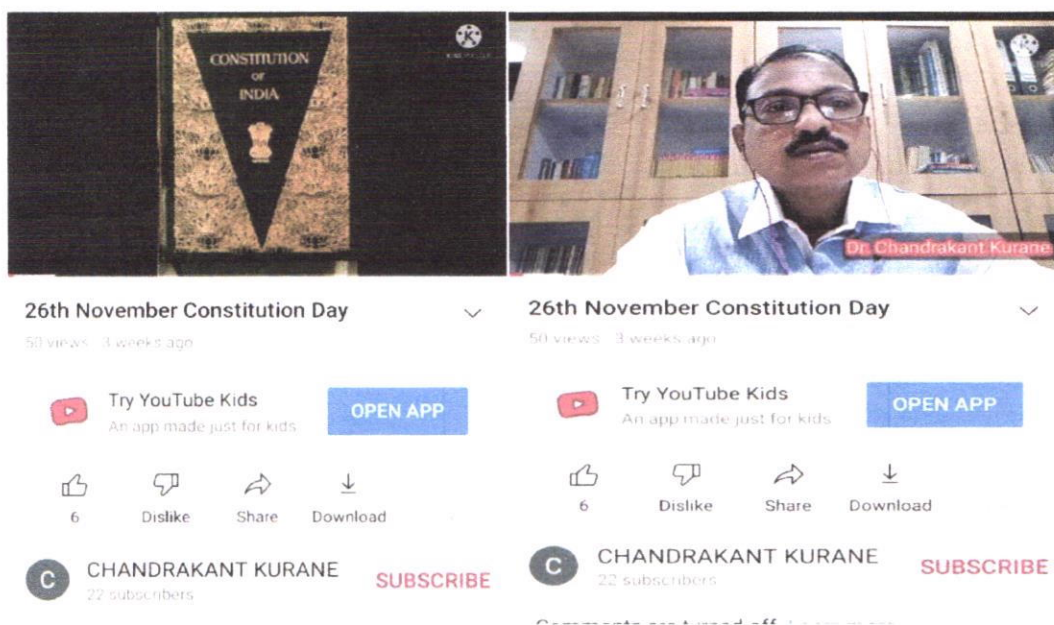 CONSTITUTION
OF
INDIA
26th November Constitution Day
50 views 3 weeks ago
Try YouTube Kids
An app made just for kids
OPEN APP
6
Dislike
Share
Download
C
CHANDRAKANT KURANE
22 subscribers
SUBSCRIBE
Dr. Chandrakant Kurane
26th November Constitution Day
50 views 3 weeks ago
Try YouTube Kids
An app made just for kids
OPEN APP
6
Dislike
Share
Download
C
CHANDRAKANT KURANE
22 subscribers
SUBSCRIBE
Comments are turned off